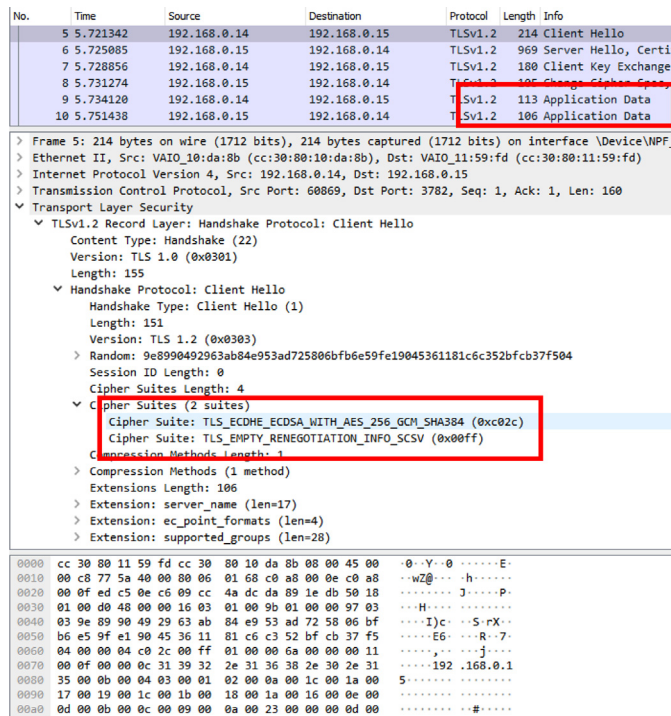 No. Time Source Destination Protocol Length Info
5 5.721342 192.168.0.14 192.168.0.15 TLSv1.2 214 Client Hello
6 5.725085 192.168.0.15 192.168.0.14 TLSv1.2 969 Server Hello, Certi
7 5.728856 192.168.0.14 192.168.0.15 TLSv1.2 180 Client Key Exchange
8 5.731274 192.168.0.14 192.168.0.15 TLSv1.2 105 Change Cipher Spec,
9 5.734120 192.168.0.14 192.168.0.15 TLSv1.2 113 Application Data
10 5.751438 192.168.0.15 192.168.0.14 TLSv1.2 106 Application Data
> Frame 5: 214 bytes on wire (1712 bits), 214 bytes captured (1712 bits) on interface \Device\NPF_
> Ethernet II, Src: VAIO_10:da:8b (cc:30:80:10:da:8b), Dst: VAIO_11:59:fd (cc:30:80:11:59:fd)
> Internet Protocol Version 4, Src: 192.168.0.14, Dst: 192.168.0.15
> Transmission Control Protocol, Src Port: 60869, Dst Port: 3782, Seq: 1, Ack: 1, Len: 160
Transport Layer Security
TLSv1.2 Record Layer: Handshake Protocol: Client Hello
Content Type: Handshake (22)
Version: TLS 1.0 (0x0301)
Length: 155
Handshake Protocol: Client Hello
Handshake Type: Client Hello (1)
Length: 151
Version: TLS 1.2 (0x0303)
> Random: 9e8990492963ab84e953ad725806bfb6e59fe19045361181c6c352bfcb37f504
Session ID Length: 0
Cipher Suites Length: 4
Cipher Suites (2 suites)
Cipher Suite: TLS_ECDHE_ECDSA_WITH_AES_256_GCM_SHA384 (0xc02c)
Cipher Suite: TLS_EMPTY_RENEGOTIATION_INFO_SCSV (0x00ff)
Compression Methods Length: 1
> Compression Methods (1 method)
Extensions Length: 106
> Extension: server_name (len=17)
> Extension: ec_point_formats (len=4)
> Extension: supported_groups (len=28)
0000 cc 30 80 11 59 fd cc 30 80 10 da 8b 08 00 45 00 ·0··Y··0 ······E·
0010 00 c8 77 5a 40 00 80 06 01 68 c0 a8 00 0e c0 a8 ··wZ@··· ·h······
0020 00 0f ed c5 0e c6 09 cc 4a dc da 89 1e db 50 18 ········ J·····P·
0030 01 00 d0 48 00 00 16 03 01 00 9b 01 00 00 97 03 ···H···· ········
0040 03 9e 89 90 49 29 63 ab 84 e9 53 ad 72 58 06 bf ····I)c· ··S·rX··
0050 b6 e5 9f e1 90 45 36 11 81 c6 c3 52 bf cb 37 f5 ·····E6· ···R··7·
0060 04 00 00 04 c0 2c 00 ff 01 00 00 6a 00 00 00 11 ·····,·· ···j····
0070 00 0f 00 00 0c 31 39 32 2e 31 36 38 2e 30 2e 31 ·····192 .168.0.1
0080 35 00 0b 00 04 03 00 01 02 00 0a 00 1c 00 1a 00 5······· ········
0090 17 00 19 00 1c 00 1b 00 18 00 1a 00 16 00 0e 00 ········ ········
00a0 0d 00 0b 00 0c 00 09 00 0a 00 23 00 00 00 0d 00 ········ ··#·····